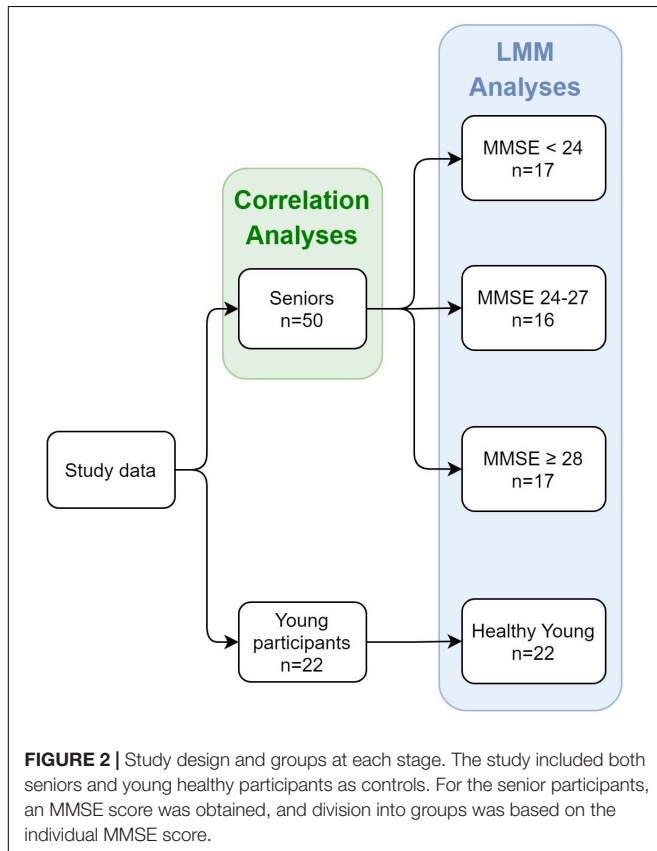 LMM
Analyses
MMSE < 24
n=17
Correlation
Analyses
Seniors
n=50
MMSE 24-27
n=16
Study data
MMSE ≥ 28
n=17
Young
participants
n=22
Healthy Young
n=22
FIGURE 2 | Study design and groups at each stage. The study included both
seniors and young healthy participants as controls. For the senior participants,
an MMSE score was obtained, and division into groups was based on the
individual MMSE score.